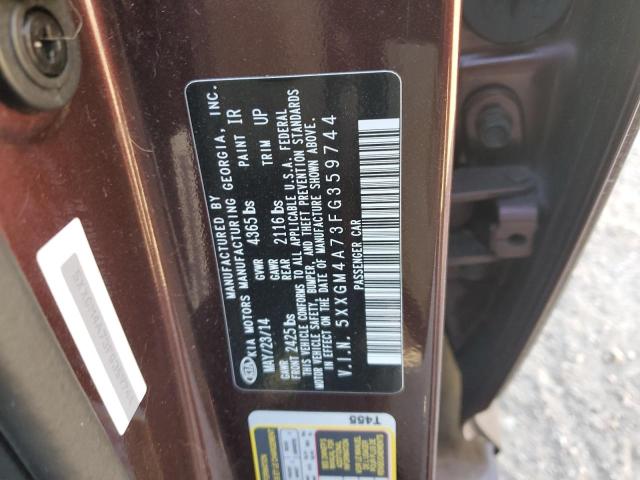 MANUFACTURED BY
KIA MOTORS MANUFACTURING GEORGIA, INC.
MAY/23/14 GVWR 4365 lbs PAINT IR
GAWR FRONT 2425 lbs GAWR REAR 2116 lbs TRIM UP
THIS VEHICLE CONFORMS TO ALL APPLICABLE U.S.A. FEDERAL
MOTOR VEHICLE SAFETY, BUMPER, AND THEFT PREVENTION STANDARDS
IN EFFECT ON THE DATE OF MANUFACTURE SHOWN ABOVE.
V.I.N. 5XXGM4A73FG359744
PASSENGER CAR
KIA
T455